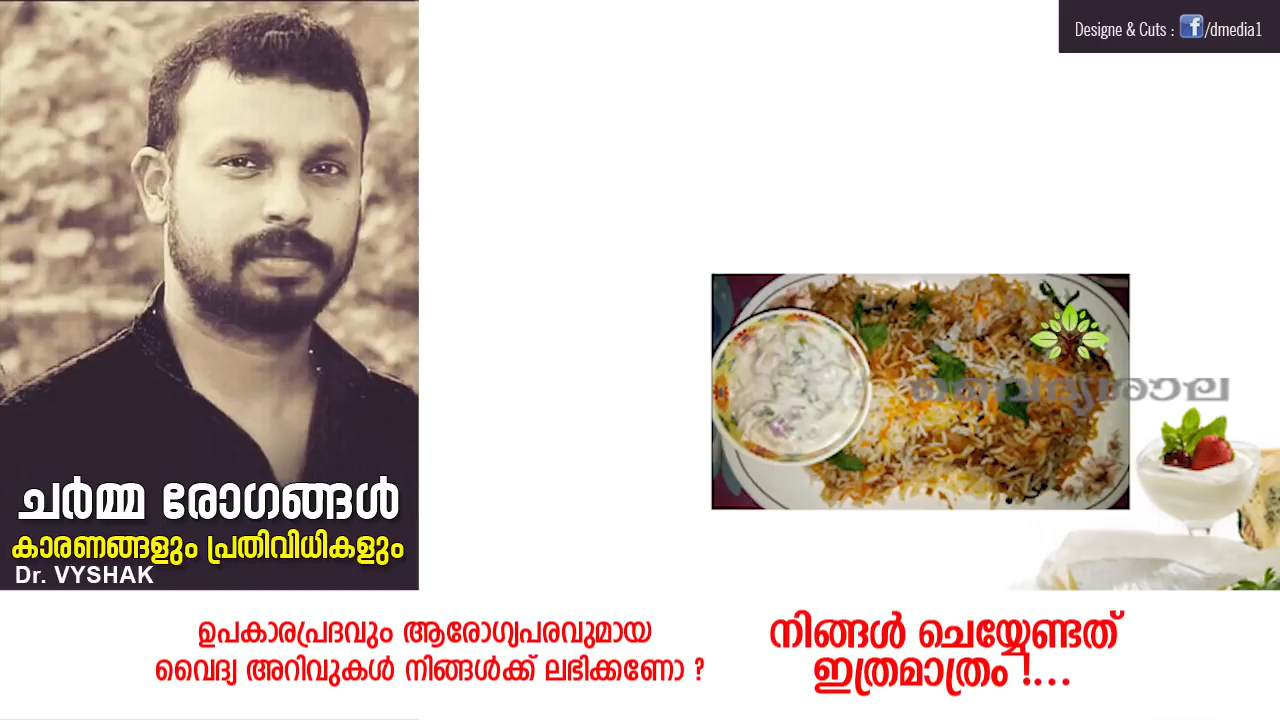 Designe & Cuts : f/dmedia1
വൈദ്യശാല
ചർമ്മ രോഗങ്ങൾ
കാരണങ്ങളും പ്രതിവിധികളും
Dr. VYSHAK
ഉപകാരപ്രദവും ആരോഗ്യപരവുമായ
വൈദ്യ അറിവുകൾ നിങ്ങൾക്ക് ലഭിക്കണോ ?
നിങ്ങൾ ചെയ്യേണ്ടത്
ഇത്രമാത്രം !...